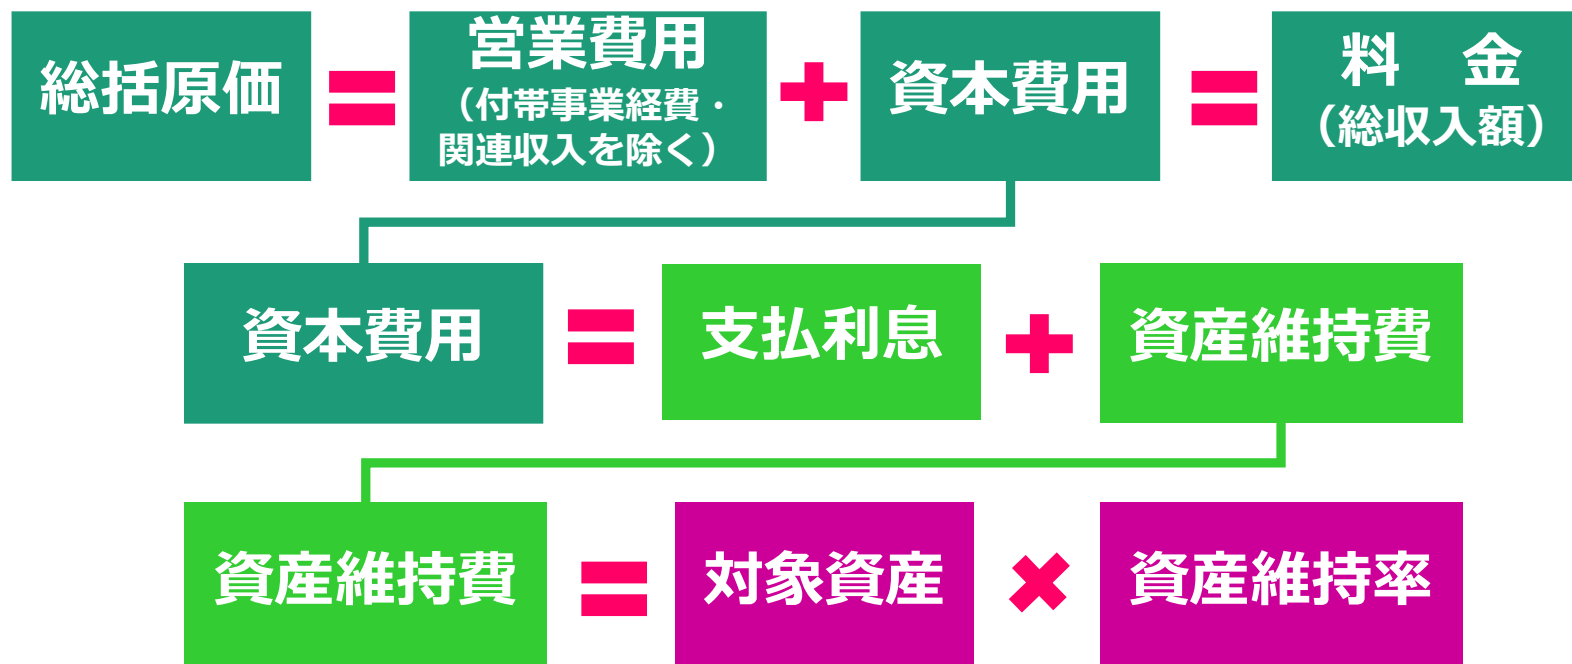 総括原価
=
営業費用
(付帯事業経費・
関連収入を除く)
+
資本費用
=
料 金
(総収入額)
資本費用
=
支払利息
+
資産維持費
資産維持費
=
対象資産
×
資産維持率